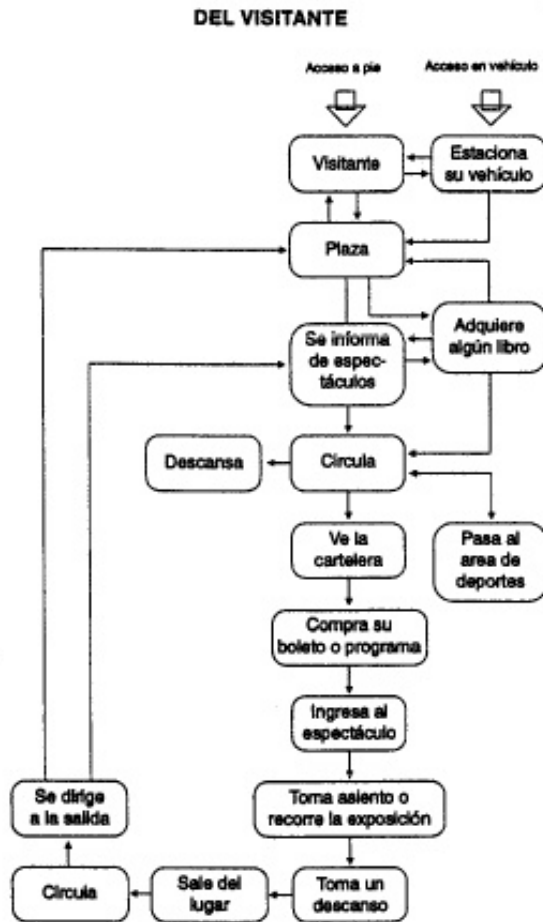 DEL VISITANTE
Acceso a pie
Acceso en vehículo
Visitante
Estaciona
su vehículo
Plaza
Se informa
de espec-
táculos
Adquiere
algún libro
Descansa
Círcula
Ve la
cartelera
Pasa al
area de
deportes
Compra su
boleto o programa
Ingresa al
espectáculo
Se dirige
a la salida
Toma asiento o
recorre la exposición
Círcula
Sale del
lugar
Toma un
descanso